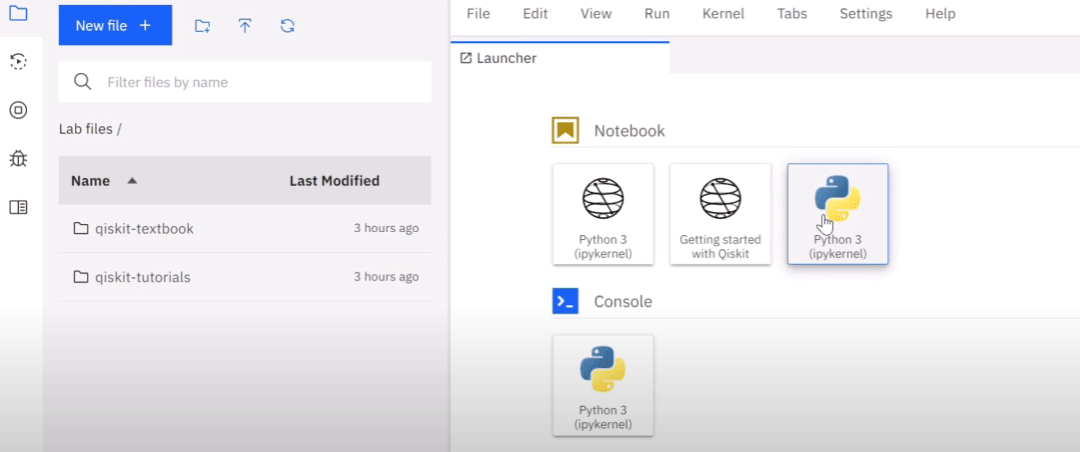 New file +
Filter files by name
Lab files /
Name Last Modified
qiskit-textbook 3 hours ago
qiskit-tutorials 3 hours ago
File Edit View Run Kernel Tabs Settings Help
Launcher
Notebook
Python 3
(ipykernel)
Getting started
with Qiskit
Python 3
(ipykernel)
Console
Python 3
(ipykernel)